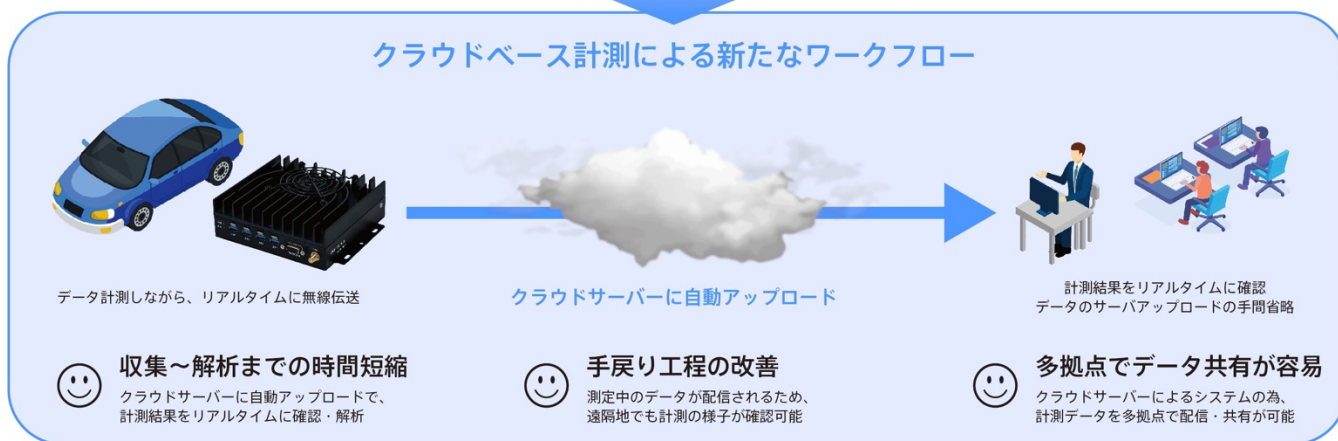 クラウドベース計測による新たなワークフロー
データ計測しながら、リアルタイムに無線伝送
クラウドサーバーに自動アップロード
計測結果をリアルタイムに確認
データのサーバアップロードの手間省略
収集～解析までの時間短縮
クラウドサーバーに自動アップロードで、
計測結果をリアルタイムに確認・解析
手戻り工程の改善
測定中のデータが配信されるため、
遠隔地でも計測の様子が確認可能
多拠点でデータ共有が容易
クラウドサーバーによるシステムの為、
計測データを多拠点で配信・共有が可能